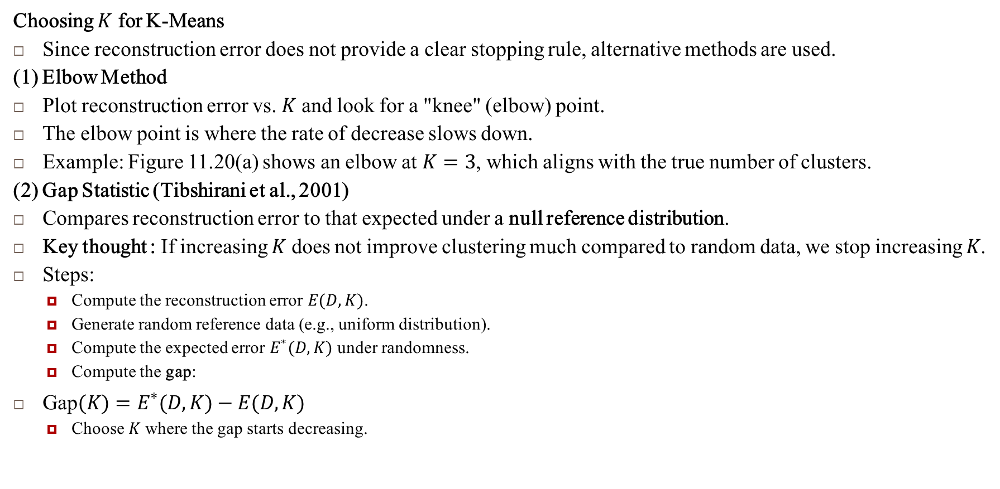 Choosing K for K-Means
□ Since reconstruction error does not provide a clear stopping rule, alternative methods are used.
(1) Elbow Method
□ Plot reconstruction error vs. K and look for a "knee" (elbow) point.
□ The elbow point is where the rate of decrease slows down.
□ Example: Figure 11.20(a) shows an elbow at K = 3, which aligns with the true number of clusters.
(2) Gap Statistic (Tibshirani et al., 2001)
□ Compares reconstruction error to that expected under a null reference distribution.
□ Key thought: If increasing K does not improve clustering much compared to random data, we stop increasing K.
□ Steps:
□ Compute the reconstruction error E(D, K).
□ Generate random reference data (e.g., uniform distribution).
□ Compute the expected error E*(D, K) under randomness.
□ Compute the gap:
□ Gap(K) = E*(D, K) − E(D, K)
□ Choose K where the gap starts decreasing.